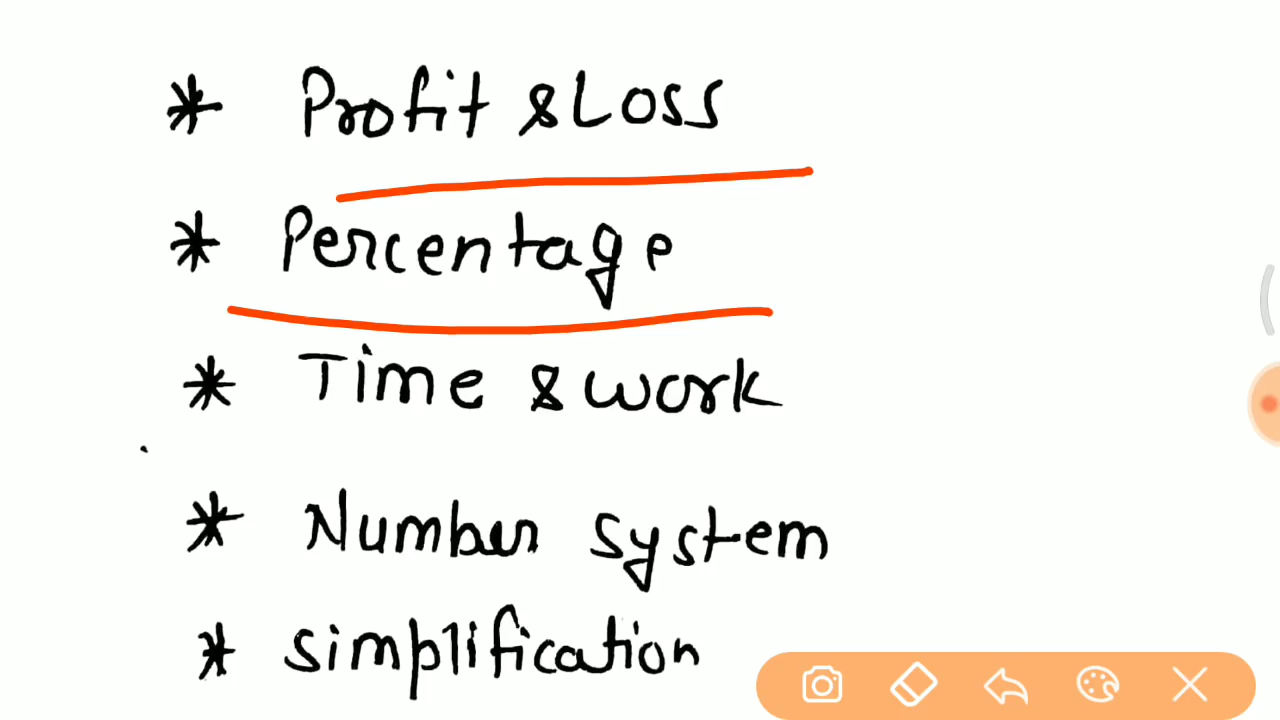 * Profit & Loss
* Percentage
* Time & work
* Number system
* simplification